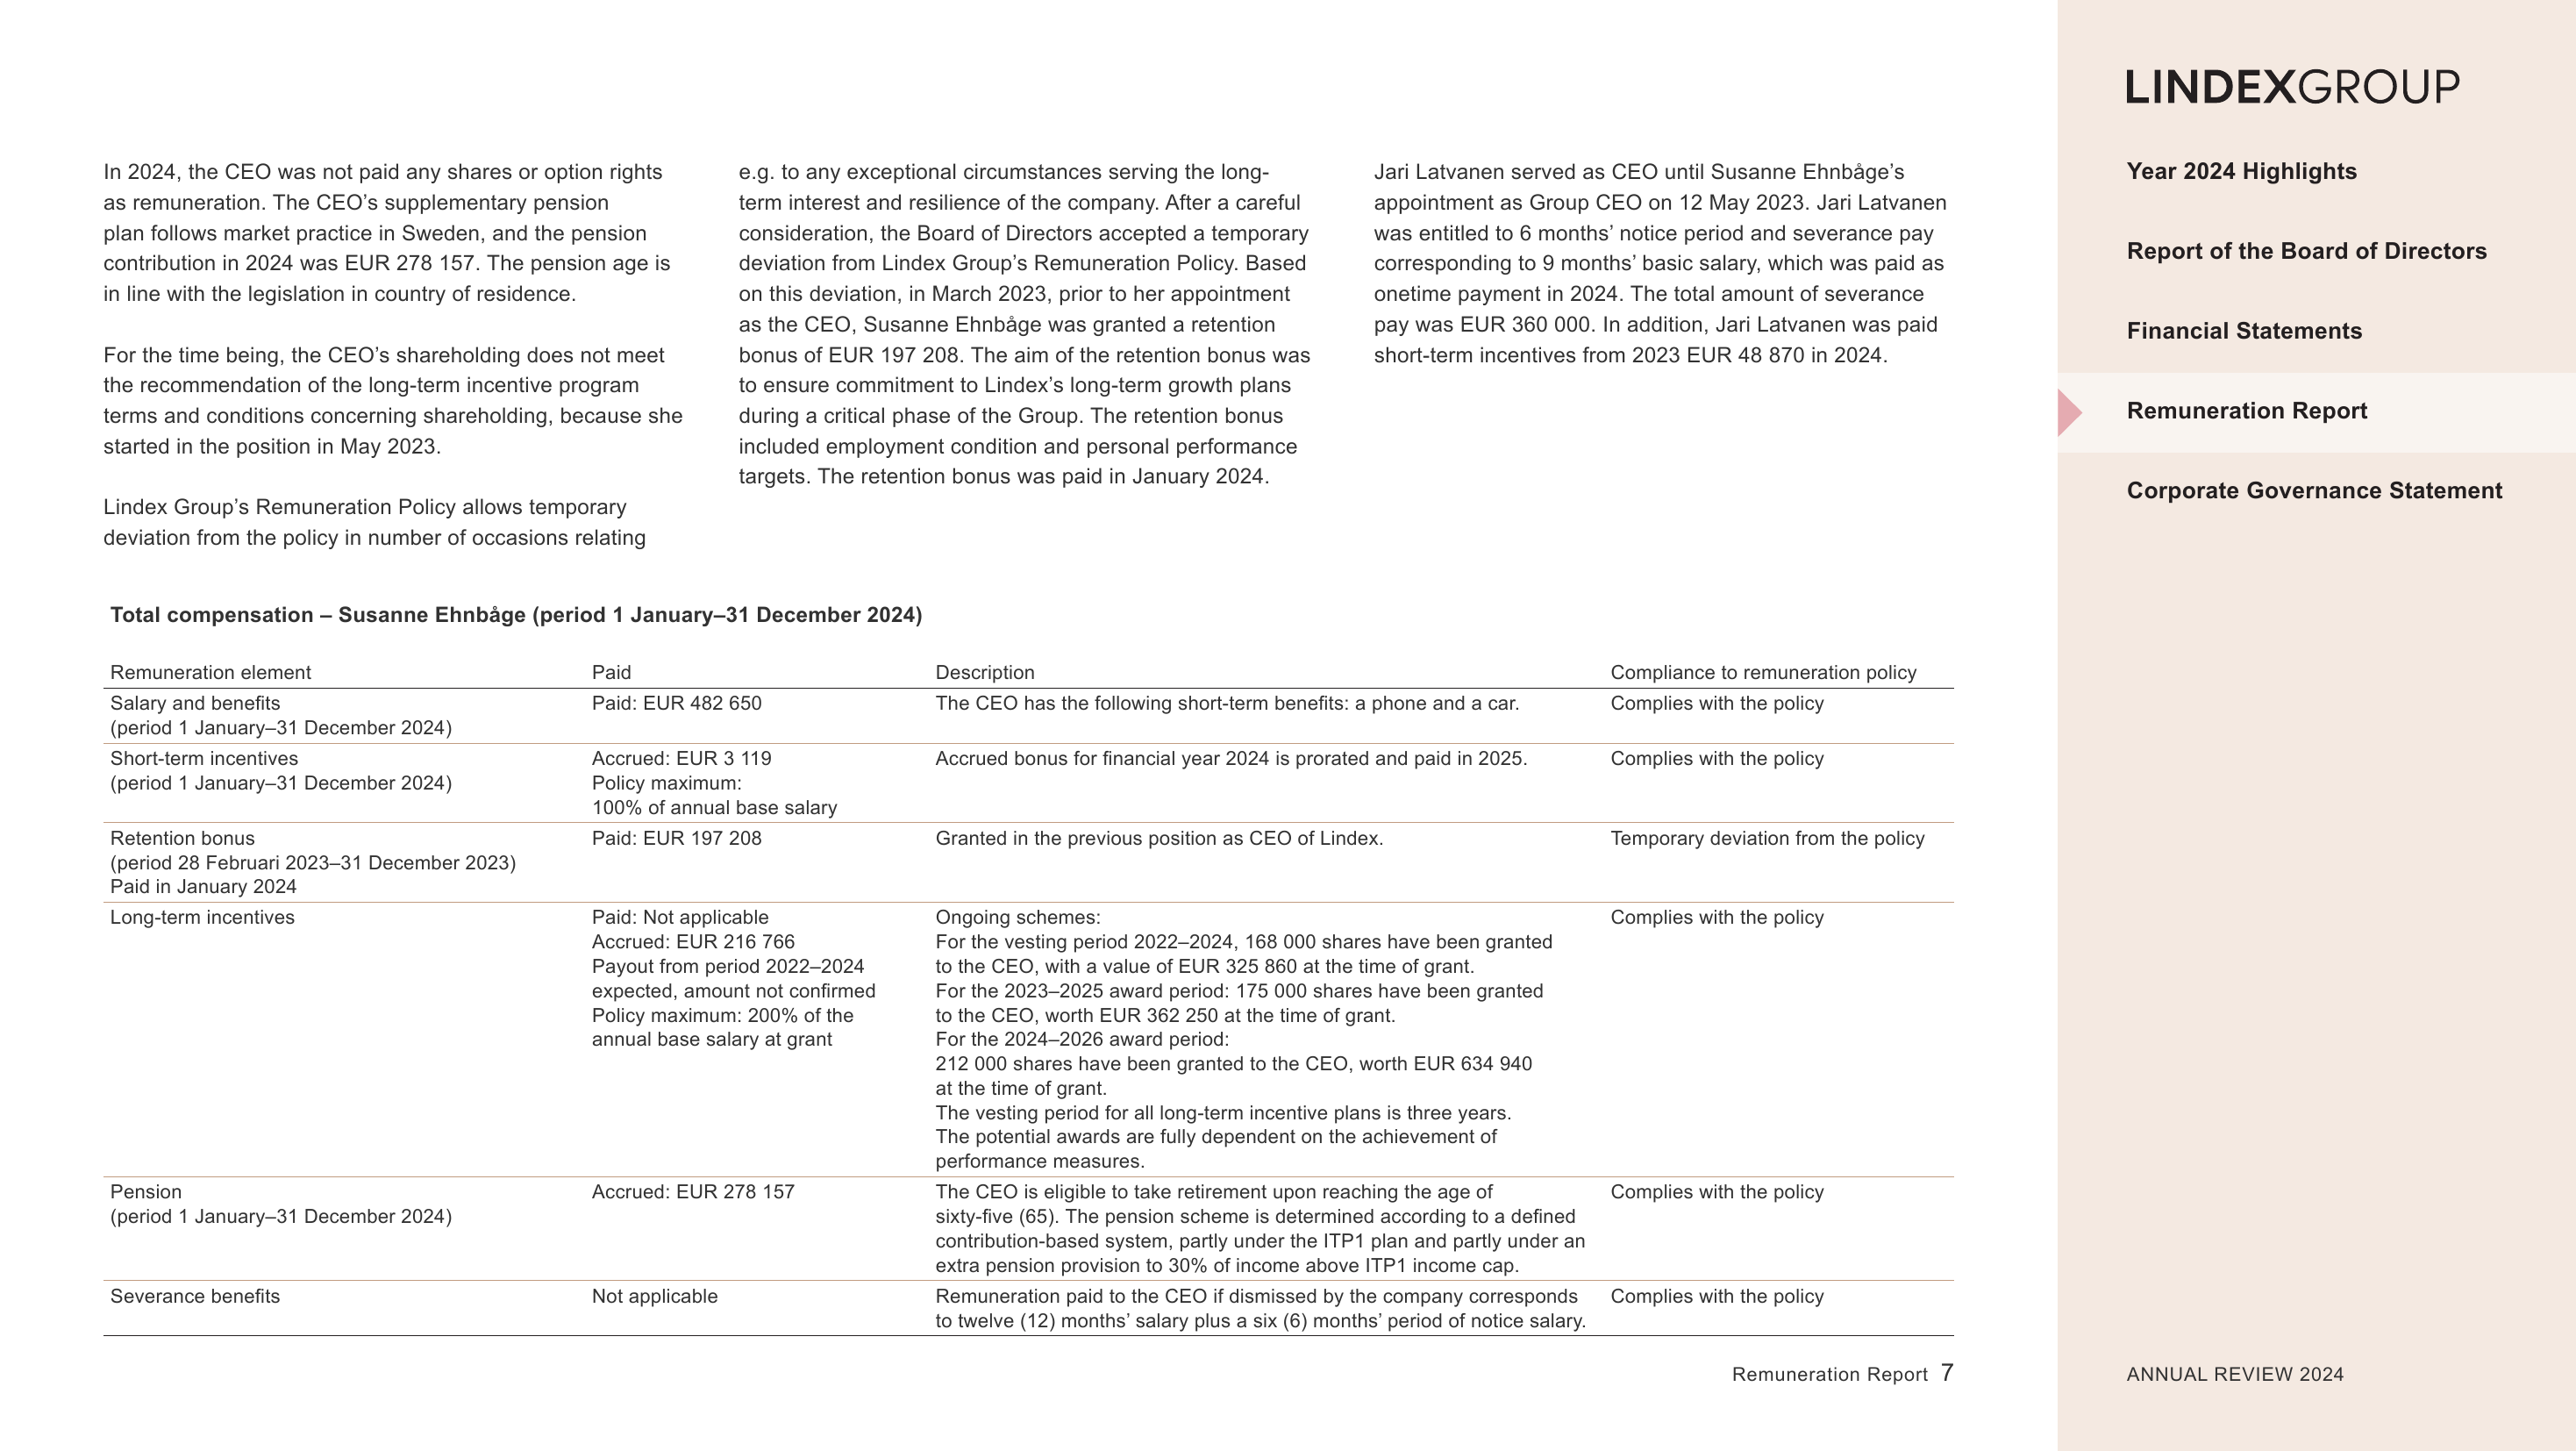 In 2024, the CEO was not paid any shares or option rights
as remuneration. The CEO’s supplementary pension
plan follows market practice in Sweden, and the pension
contribution in 2024 was EUR 278 157. The pension age is
in line with the legislation in country of residence.
For the time being, the CEO’s shareholding does not meet
the recommendation of the long-term incentive program
terms and conditions concerning shareholding, because she
started in the position in May 2023.
Lindex Group’s Remuneration Policy allows temporary
deviation from the policy in number of occasions relating
e.g. to any exceptional circumstances serving the long-
term interest and resilience of the company. After a careful
consideration, the Board of Directors accepted a temporary
deviation from Lindex Group’s Remuneration Policy. Based
on this deviation, in March 2023, prior to her appointment
as the CEO, Susanne Ehnbåge was granted a retention
bonus of EUR 197 208. The aim of the retention bonus was
to ensure commitment to Lindex’s long-term growth plans
during a critical phase of the Group. The retention bonus
included employment condition and personal performance
targets. The retention bonus was paid in January 2024.
Jari Latvanen served as CEO until Susanne Ehnbåge’s
appointment as Group CEO on 12 May 2023. Jari Latvanen
was entitled to 6 months’ notice period and severance pay
corresponding to 9 months’ basic salary, which was paid as
onetime payment in 2024. The total amount of severance
pay was EUR 360 000. In addition, Jari Latvanen was paid
short-term incentives from 2023 EUR 48 870 in 2024.
Total compensation – Susanne Ehnbåge (period 1 January–31 December 2024)
Remuneration element
Paid
Description
Compliance to remuneration policy
Salary and benefits
(period 1 January–31 December 2024)
Paid: EUR 482 650
The CEO has the following short-term benefits: a phone and a car.
Complies with the policy
Short-term incentives
(period 1 January–31 December 2024)
Accrued: EUR 3 119
Policy maximum:
100% of annual base salary
Accrued bonus for financial year 2024 is prorated and paid in 2025.
Complies with the policy
Retention bonus
(period 28 Februari 2023–31 December 2023)
Paid in January 2024
Paid: EUR 197 208
Granted in the previous position as CEO of Lindex.
Temporary deviation from the policy
Long-term incentives
Paid: Not applicable
Accrued: EUR 216 766
Payout from period 2022–2024
expected, amount not confirmed
Policy maximum: 200% of the
annual base salary at grant
Ongoing schemes:
For the vesting period 2022–2024, 168 000 shares have been granted
to the CEO, with a value of EUR 325 860 at the time of grant.
For the 2023–2025 award period: 175 000 shares have been granted
to the CEO, worth EUR 362 250 at the time of grant.
For the 2024–2026 award period:
212 000 shares have been granted to the CEO, worth EUR 634 940
at the time of grant.
The vesting period for all long-term incentive plans is three years.
The potential awards are fully dependent on the achievement of
performance measures.
Complies with the policy
Pension
(period 1 January–31 December 2024)
Accrued: EUR 278 157
The CEO is eligible to take retirement upon reaching the age of
sixty-five (65). The pension scheme is determined according to a defined
contribution-based system, partly under the ITP1 plan and partly under an
extra pension provision to 30% of income above ITP1 income cap.
Complies with the policy
Severance benefits
Not applicable
Remuneration paid to the CEO if dismissed by the company corresponds
to twelve (12) months’ salary plus a six (6) months’ period of notice salary.
Complies with the policy
Remuneration Report 7
LINDEXGROUP
Year 2024 Highlights
Report of the Board of Directors
Financial Statements
Remuneration Report
Corporate Governance Statement
ANNUAL REVIEW 2024